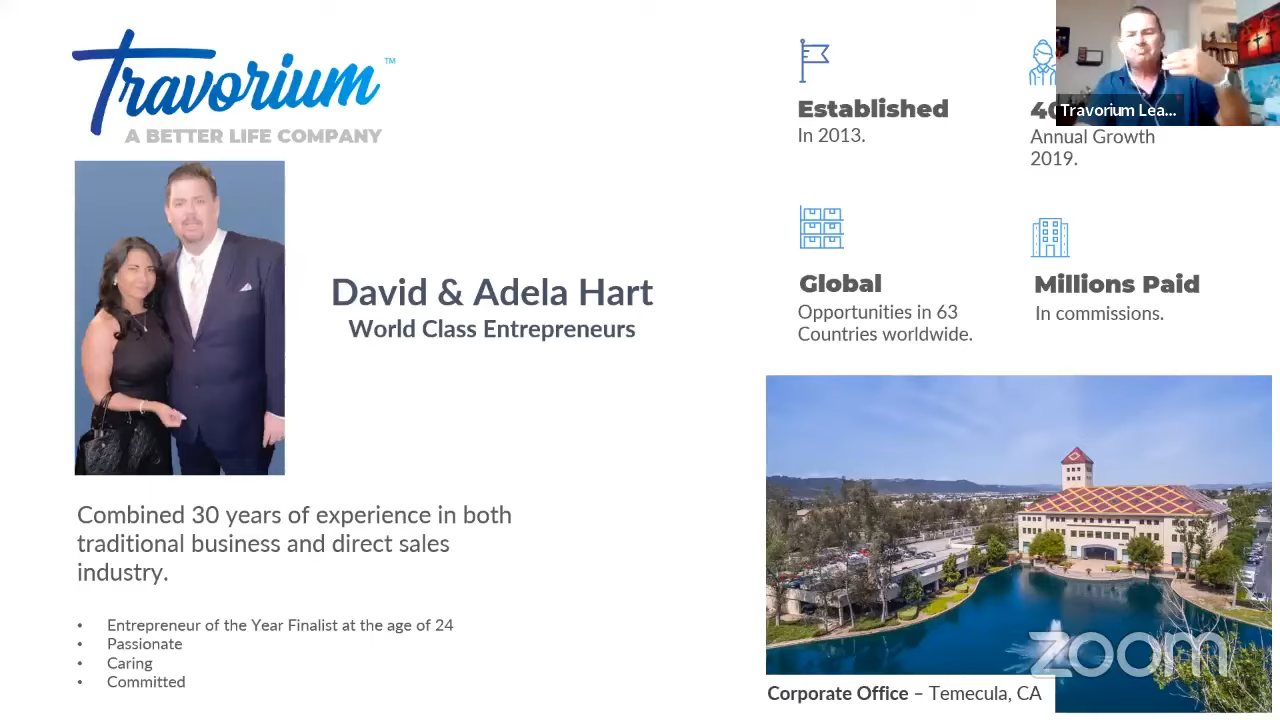 Travorium™
A BETTER LIFE COMPANY
David & Adela Hart
World Class Entrepreneurs
Combined 30 years of experience in both
traditional business and direct sales
industry.
• Entrepreneur of the Year Finalist at the age of 24
• Passionate
• Caring
• Committed
Established
In 2013.
Travorium Lea...
Annual Growth
2019.
Global
Opportunities in 63
Countries worldwide.
Millions Paid
In commissions.
zoom
Corporate Office – Temecula, CA